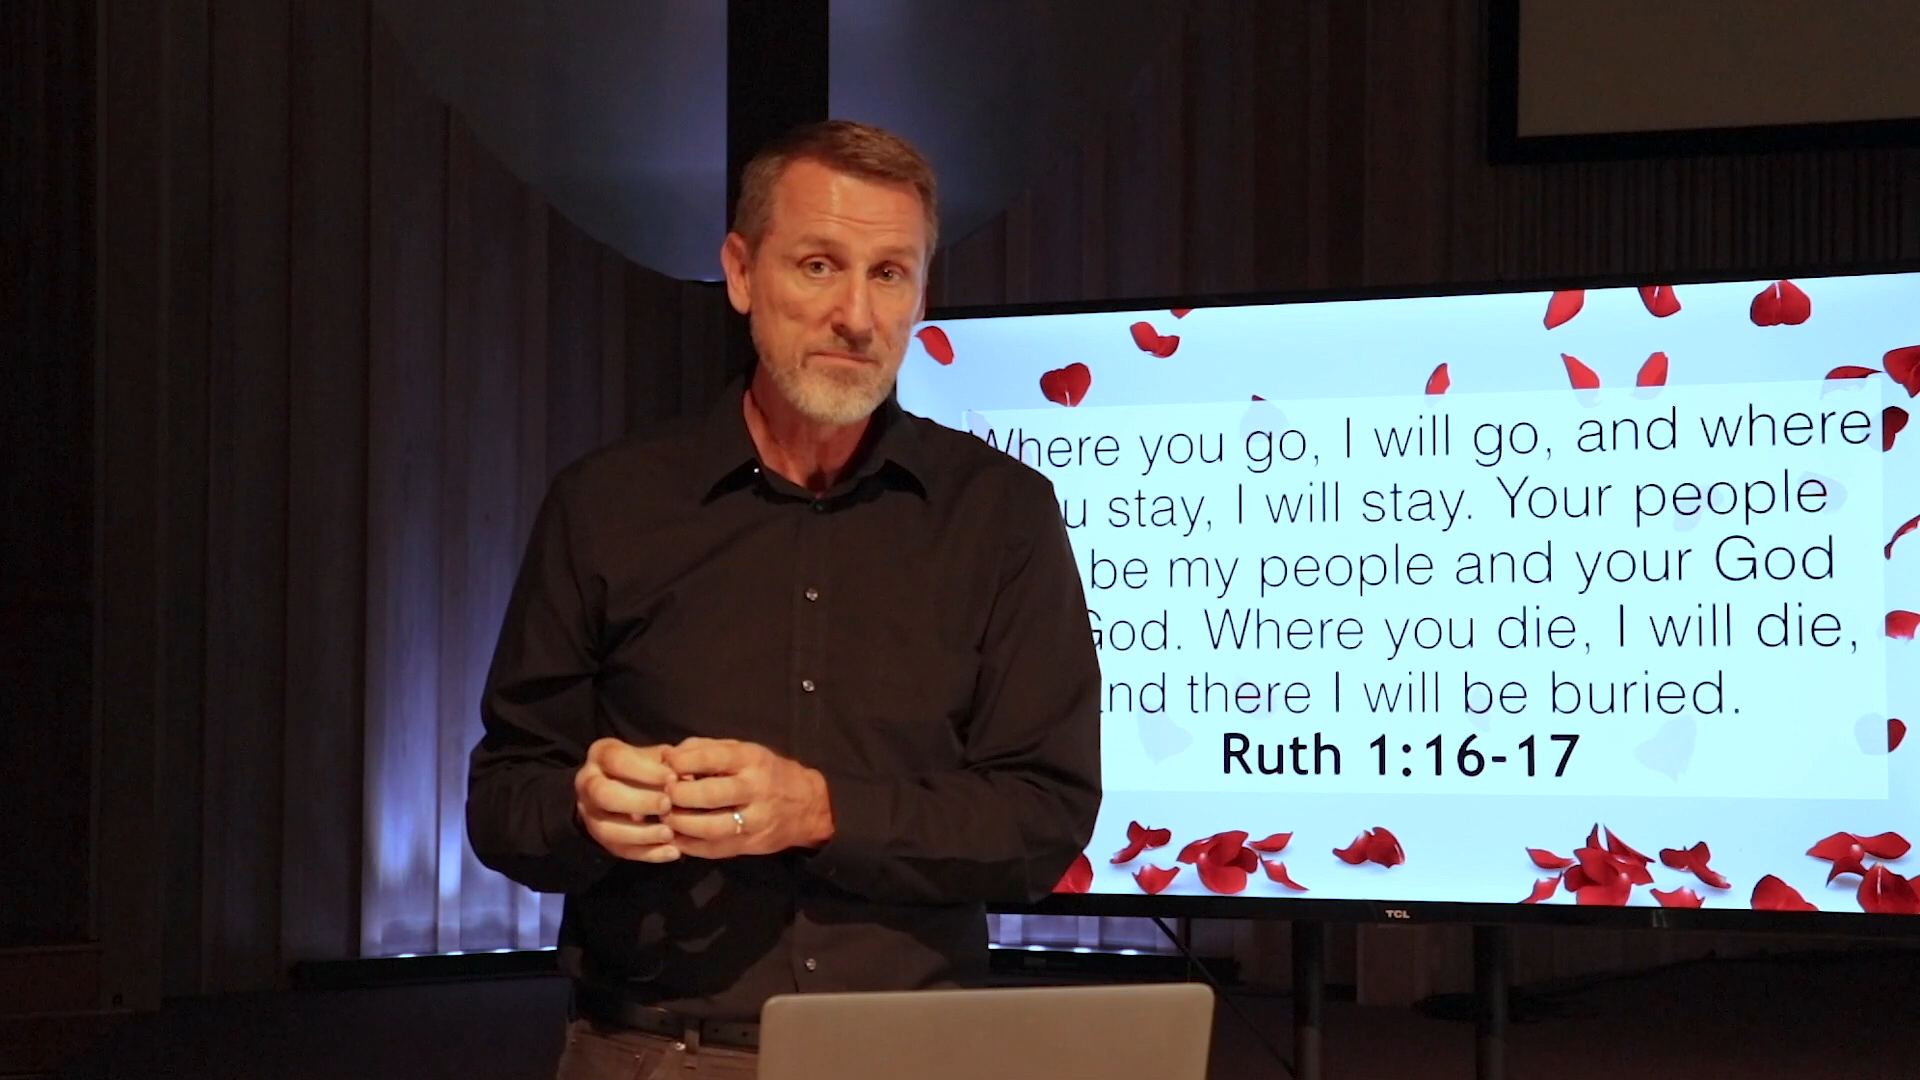 Where you go, I will go, and where
stay, I will stay. Your people
be my people and your God
God. Where you die, I will die,
and there I will be buried.
Ruth 1:16-17
TCL